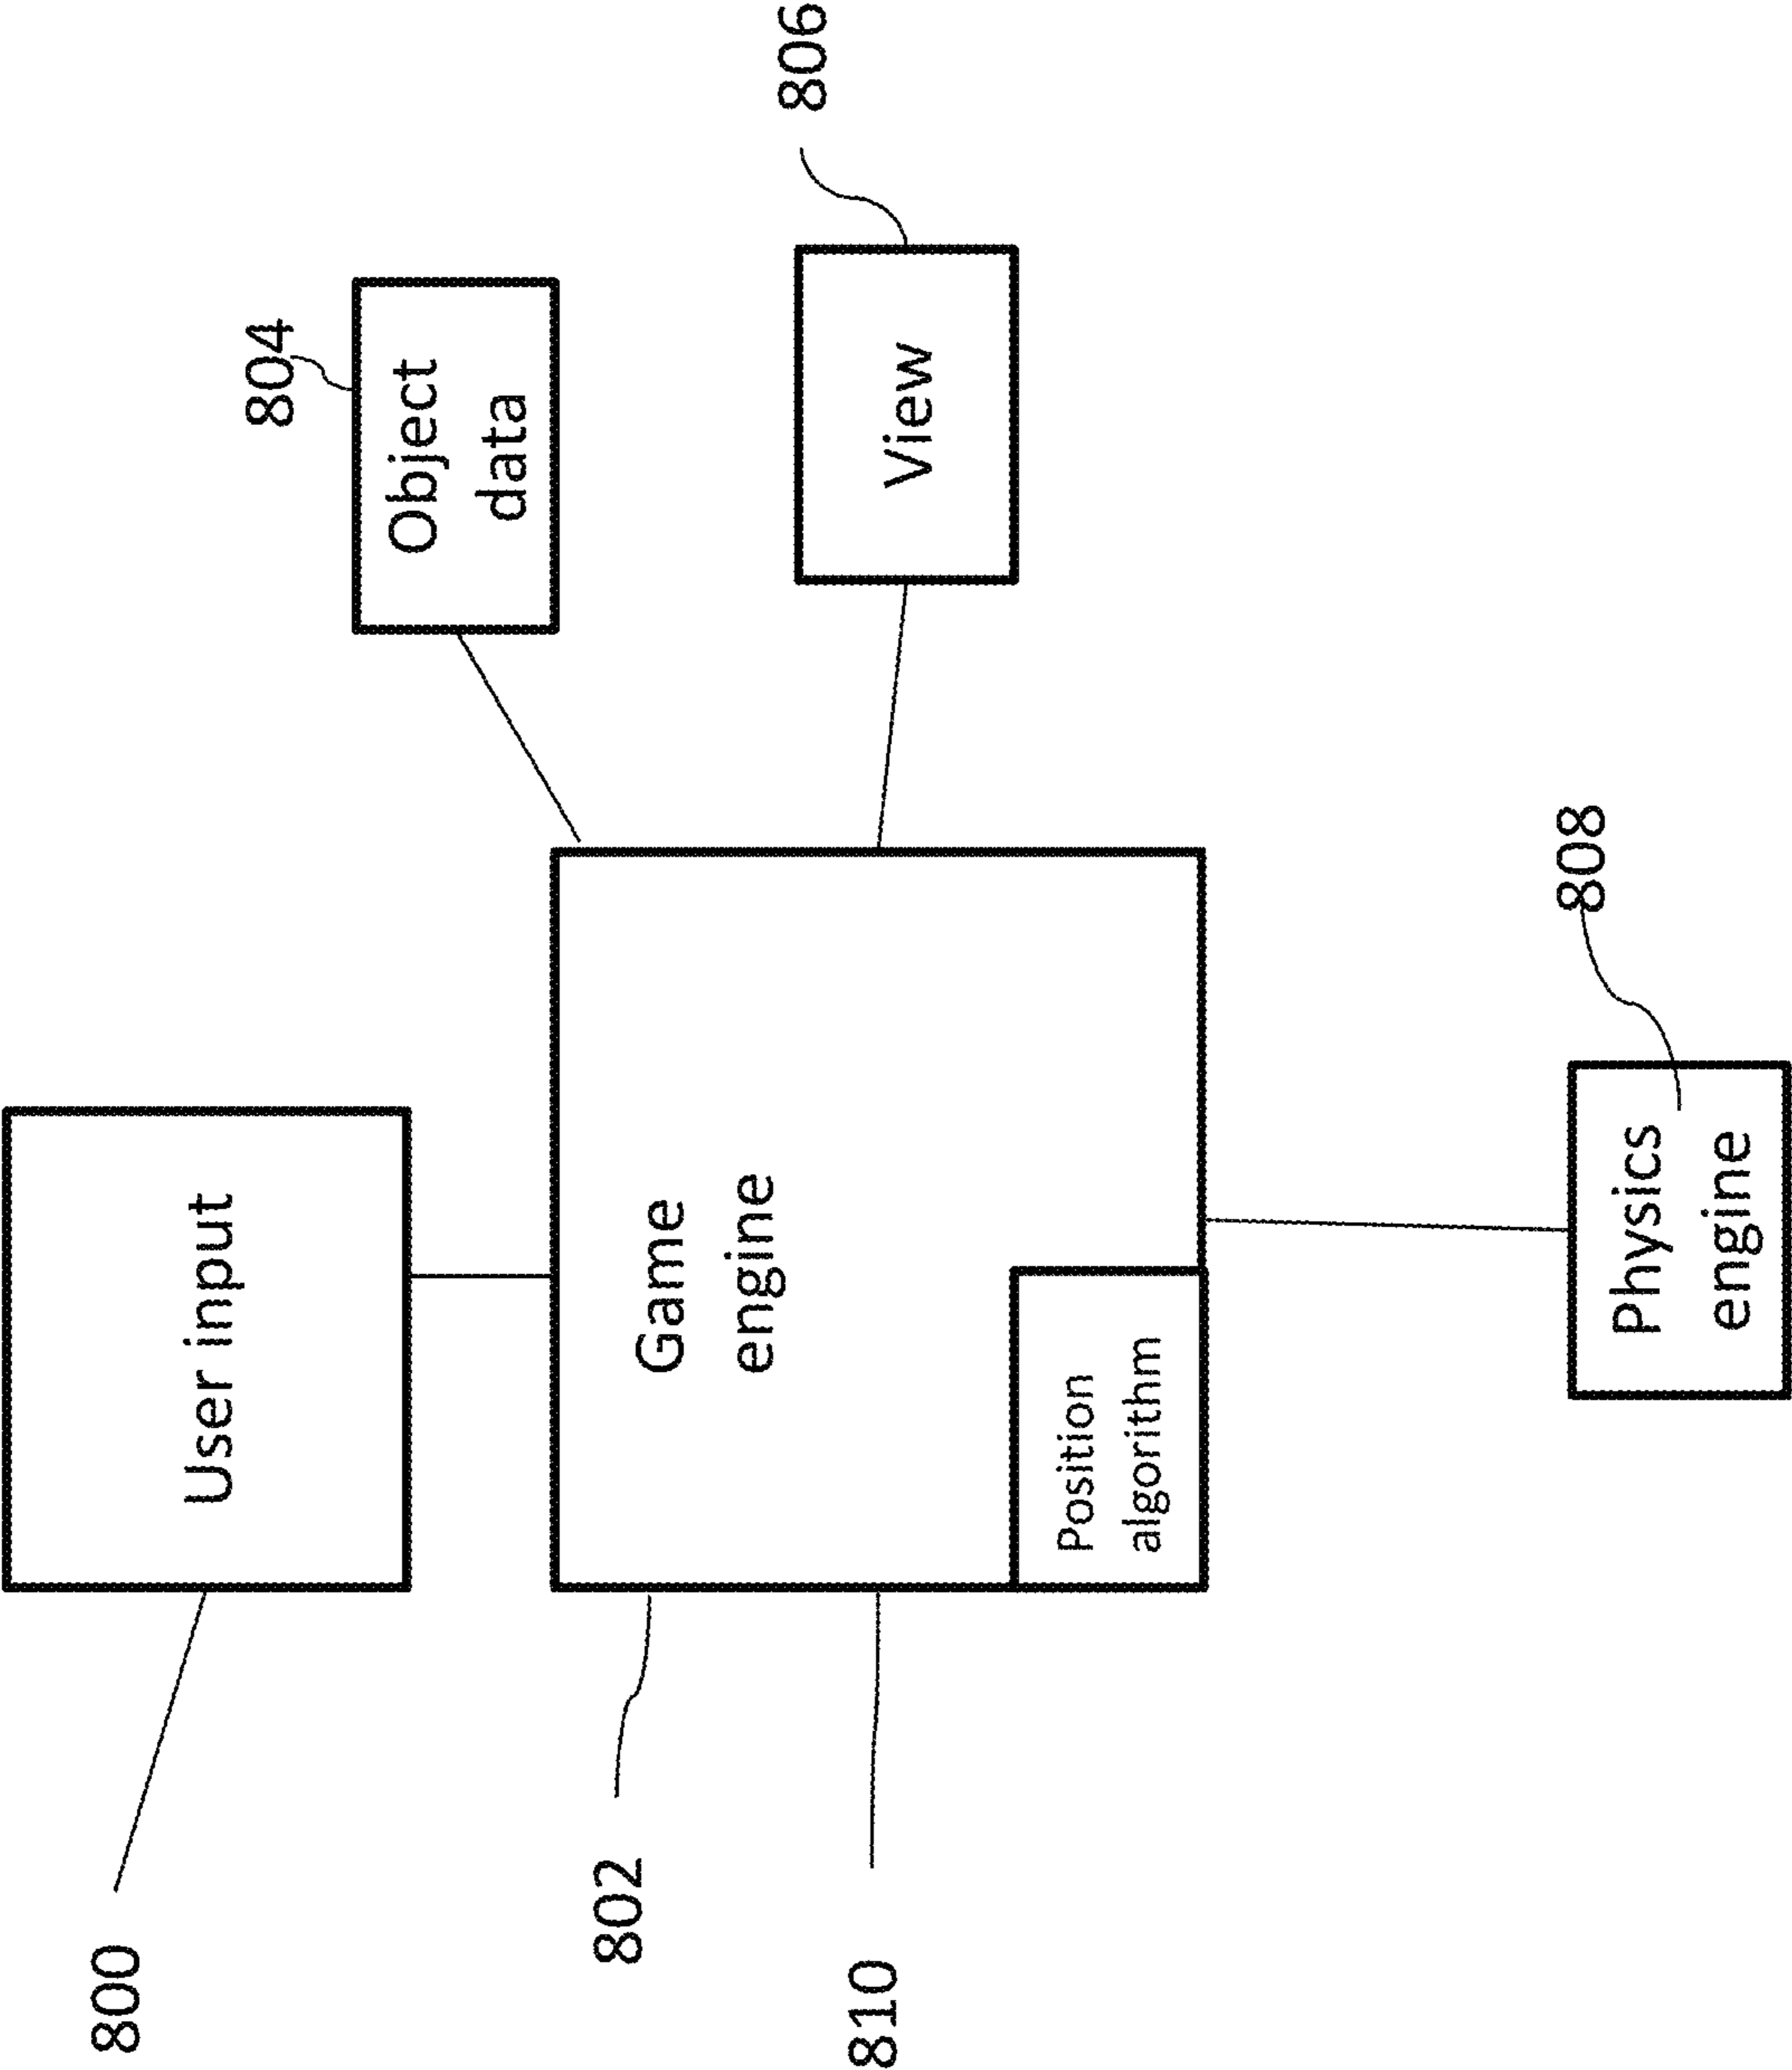 800
User input
804
Object
data
802
Game
engine
806
810
View
Position
algorithm
808
Physics
engine